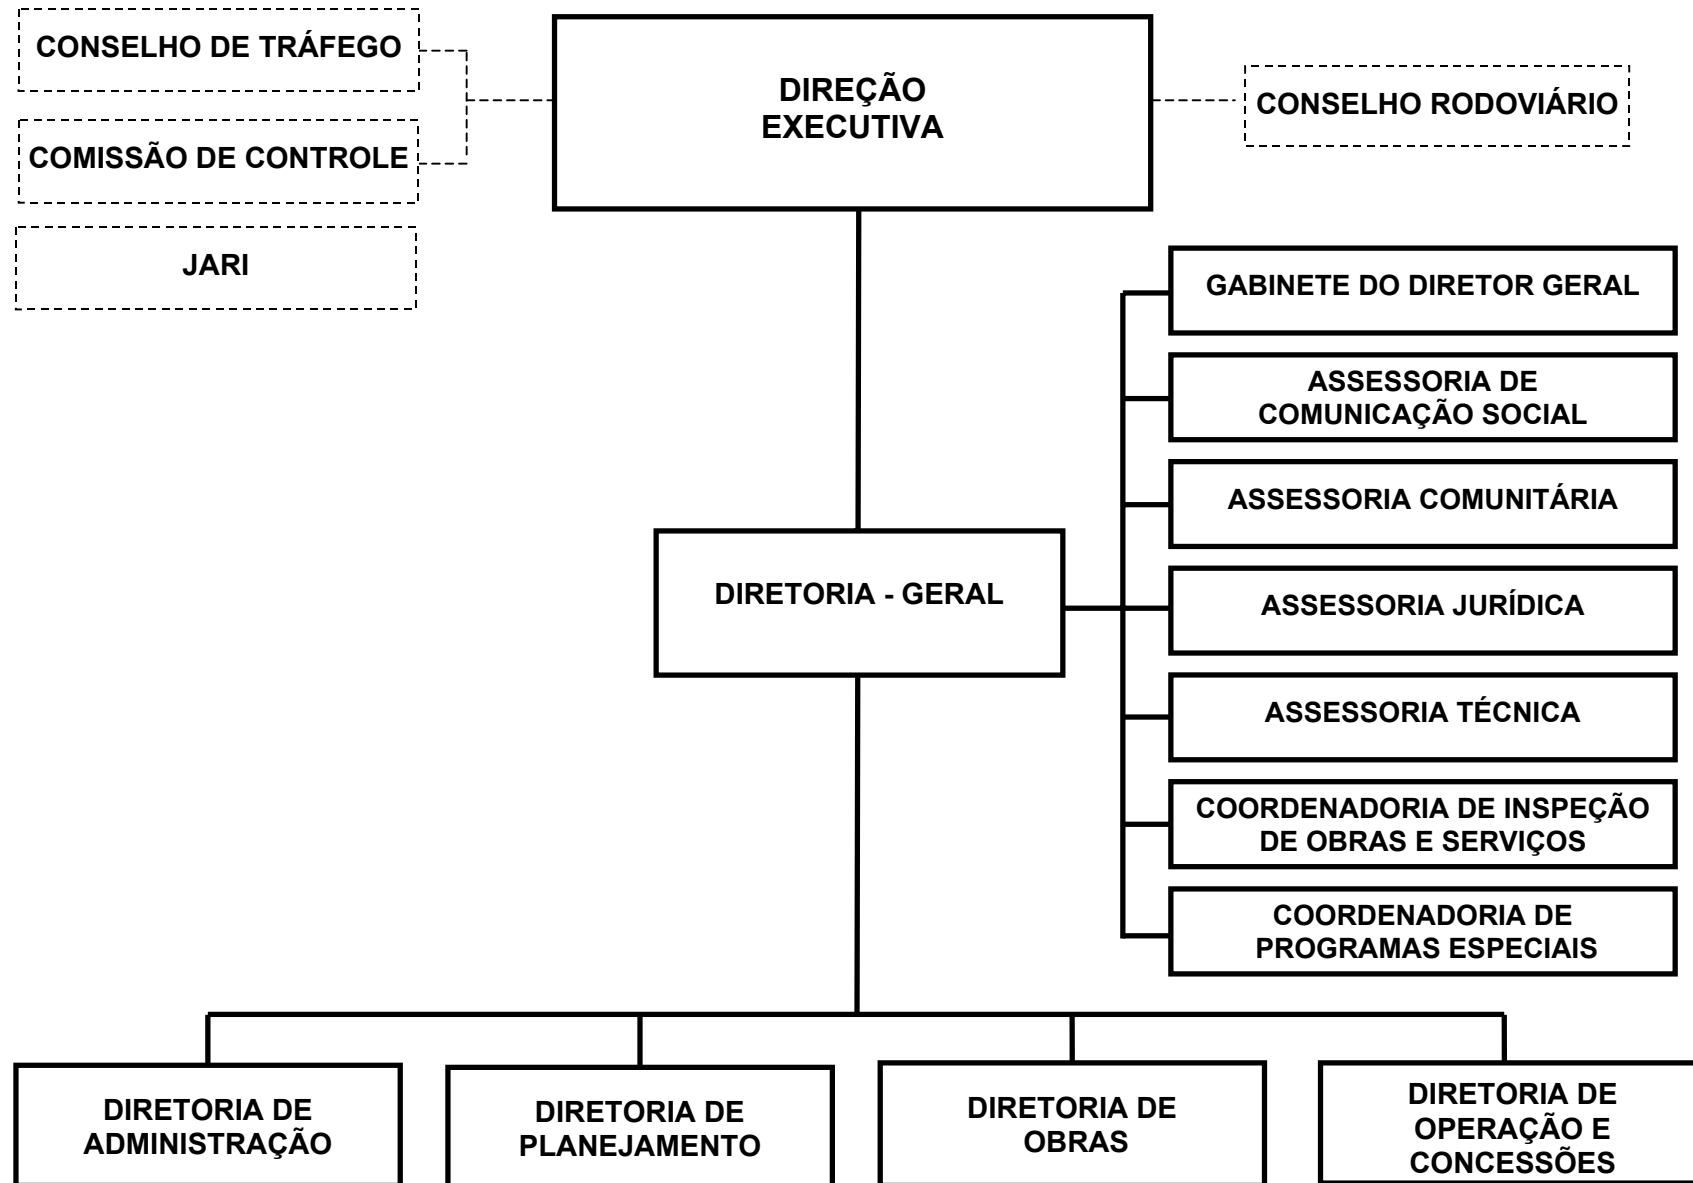 CONSELHO DE TRÁFEGO
DIREÇÃO
EXECUTIVA
CONSELHO RODOVIÁRIO
COMISSÃO DE CONTROLE
JARI
GABINETE DO DIRETOR GERAL
ASSESSORIA DE
COMUNICAÇÃO SOCIAL
ASSESSORIA COMUNITÁRIA
DIRETORIA - GERAL
ASSESSORIA JURÍDICA
ASSESSORIA TÉCNICA
COORDENADORIA DE INSPEÇÃO
DE OBRAS E SERVIÇOS
COORDENADORIA DE
PROGRAMAS ESPECIAIS
DIRETORIA DE
ADMINISTRAÇÃO
DIRETORIA DE
PLANEJAMENTO
DIRETORIA DE
OBRAS
DIRETORIA DE
OPERAÇÃO E
CONCESSÕES